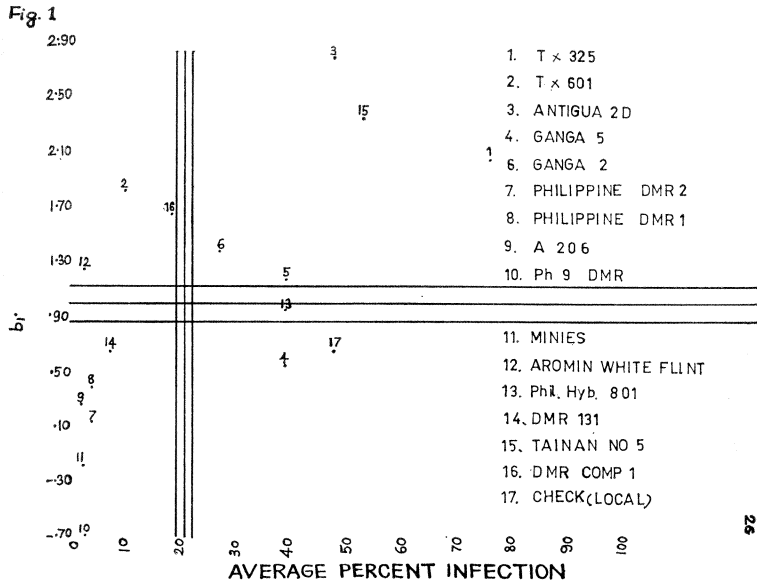 Fig. 1
2.90
2.50
2.10
1.70
1.30
.90
.50
.10
-.30
-.70
bi.
3
15
1
2
16
6
12
5
13
14
17
4
8
9
7
11
10
1. T x 325
2. T x 601
3. ANTIGUA 2D
4. GANGA 5
6. GANGA 2
7. PHILIPPINE DMR 2
8. PHILIPPINE DMR 1
9. A 206
10. Ph 9 DMR
11. MINIES
12. AROMIN WHITE FLINT
13. Phil. Hyb. 801
14. DMR 131
15. TAINAN NO 5
16. DMR COMP 1
17. CHECK (LOCAL)
0 10 20 30 40 50 60 70 80 90 100
AVERAGE PERCENT INFECTION
26